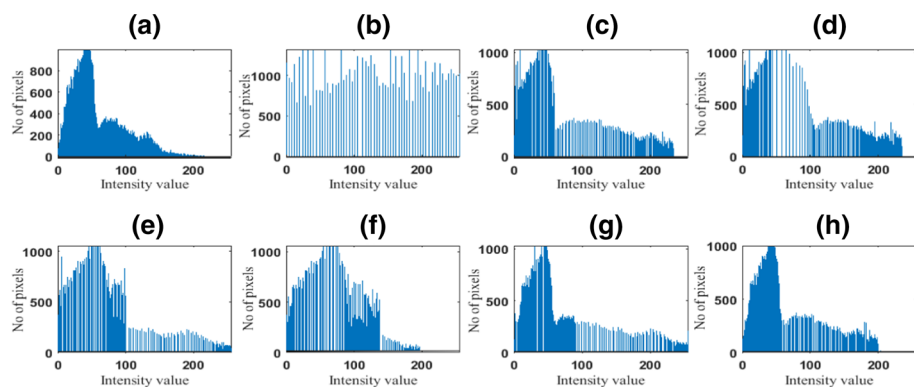 (a) (b) (c) (d)
No of pixels
800
600
400
200
0
0 100 200
Intensity value
No of pixels
1000
500
0
0 100 200
Intensity value
No of pixels
1000
500
0
0 100 200
Intensity value
No of pixels
1000
500
0
0 100 200
Intensity value
(e) (f) (g) (h)
No of pixels
1000
500
0
0 100 200
Intensity value
No of pixels
1000
500
0
0 100 200
Intensity value
No of pixels
1000
500
0
0 100 200
Intensity value
No of pixels
1000
500
0
0 100 200
Intensity value